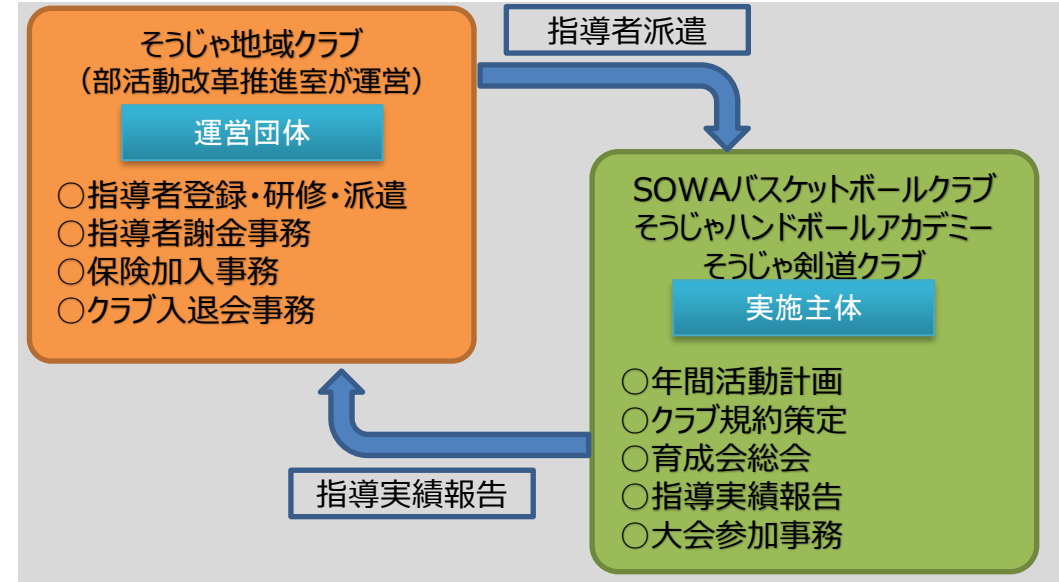 そうじゃ地域クラブ
（部活動改革推進室が運営）
運営団体
○指導者登録・研修・派遣
○指導者謝金事務
○保険加入事務
○クラブ入退会事務
指導者派遣
SOWAバスケットボールクラブ
そうじゃハンドボールアカデミー
そうじゃ剣道クラブ
実施主体
○年間活動計画
○クラブ規約策定
○育成会総会
○指導実績報告
○大会参加事務
指導実績報告